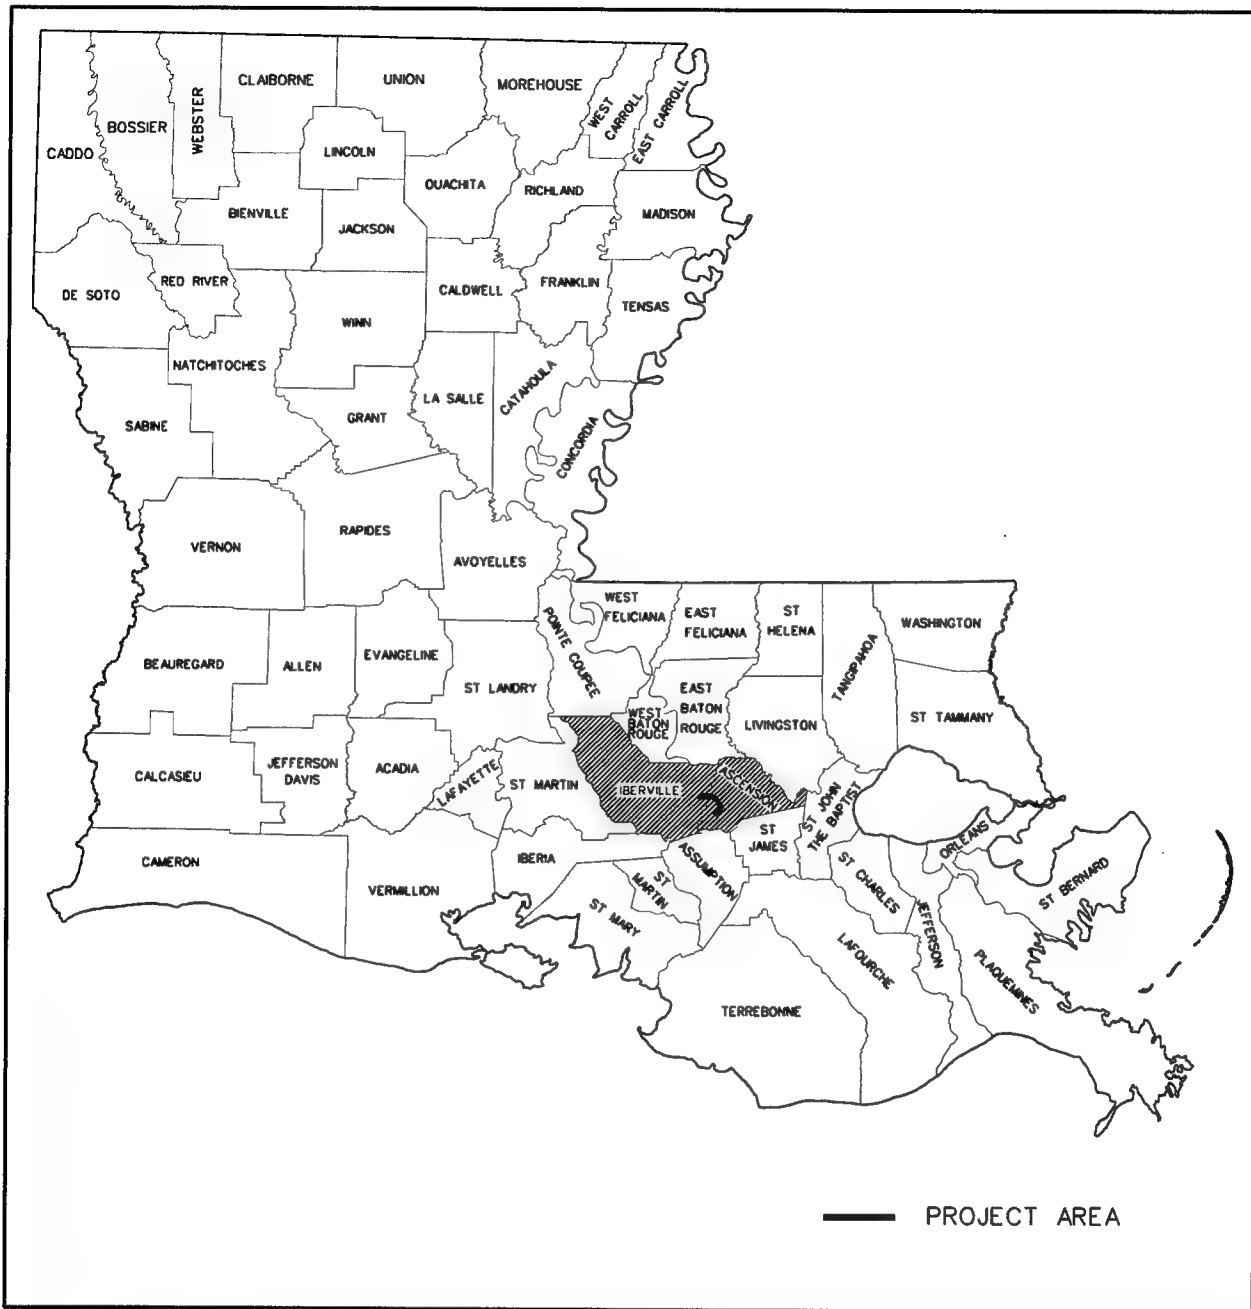 CLAIBORNE
UNION
MOREHOUSE
WEST
CARROLL
EAST CARROLL
WEBSTER
BOSSIER
CADDO
LINCOLN
OUACHITA
RICHLAND
MADISON
BIENVILLE
JACKSON
RED RIVER
DE SOTO
WINN
CALDWELL
FRANKLIN
TENSAS
NATCHITOCHES
SABINE
GRANT
LA SALLE
CATAHOULA
CONCORDIA
VERNON
RAPIDES
AVOYELLES
WEST
FELICIANA
EAST
FELICIANA
ST
HELENA
WASHINGTON
POINTE COUPEE
TANGIPAHOA
BEAUREGARD
ALLEN
EVANGELINE
ST LANDRY
WEST
BATON
ROUGE
EAST
BATON
ROUGE
LIVINGSTON
ST TAMMANY
CALCASIEU
JEFFERSON
DAVIS
ACADIA
LAFAYETTE
ST MARTIN
IBERVILLE
ASCENSION
ST JOHN
THE BAPTIST
ST
JAMES
ORLEANS
CAMERON
VERMILLION
IBERIA
ST
MARTIN
ST MARY
ASSUMPTION
ST CHARLES
JEFFERSON
ST BERNARD
LAFOURCHE
PLAQUEMINES
TERREBONNE
PROJECT AREA